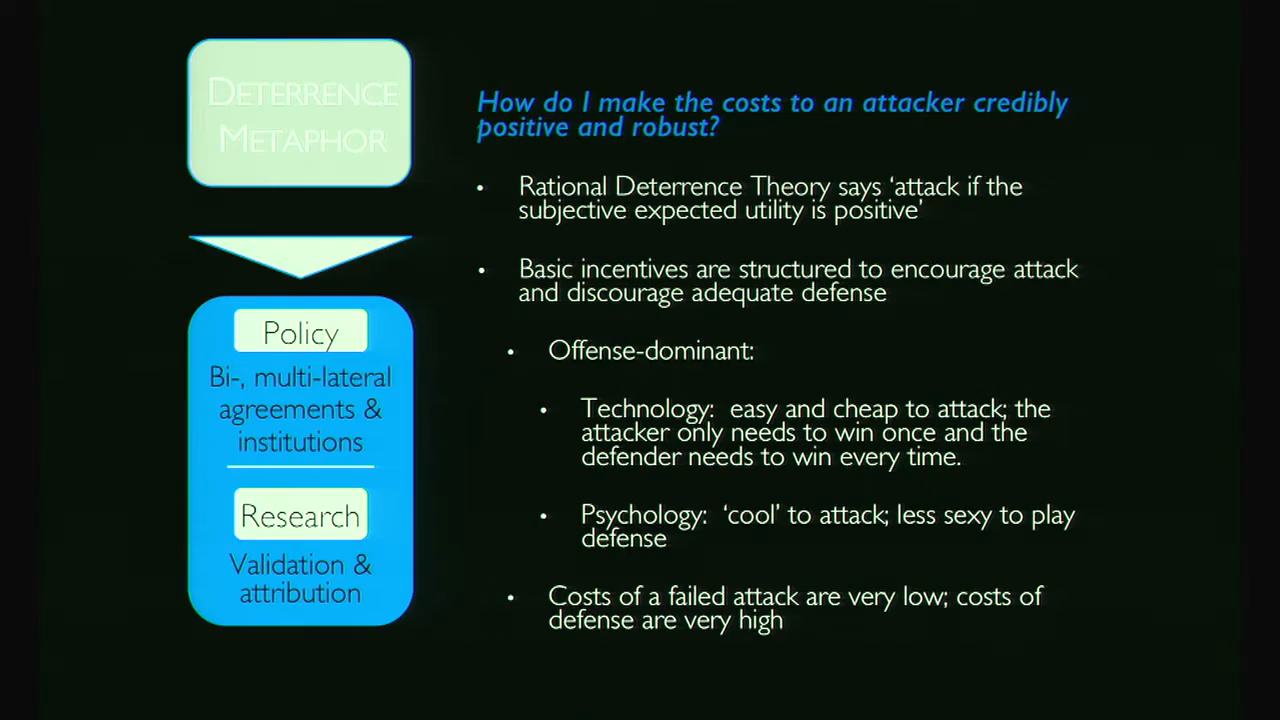 DETERRENCE
METAPHOR
How do I make the costs to an attacker credibly
positive and robust?
• Rational Deterrence Theory says ‘attack if the
subjective expected utility is positive’
• Basic incentives are structured to encourage attack
and discourage adequate defense
• Offense-dominant:
• Technology: easy and cheap to attack; the
attacker only needs to win once and the
defender needs to win every time.
• Psychology: ‘cool’ to attack; less sexy to play
defense
• Costs of a failed attack are very low; costs of
defense are very high
Policy
Bi-, multi-lateral
agreements &
institutions
Research
Validation &
attribution